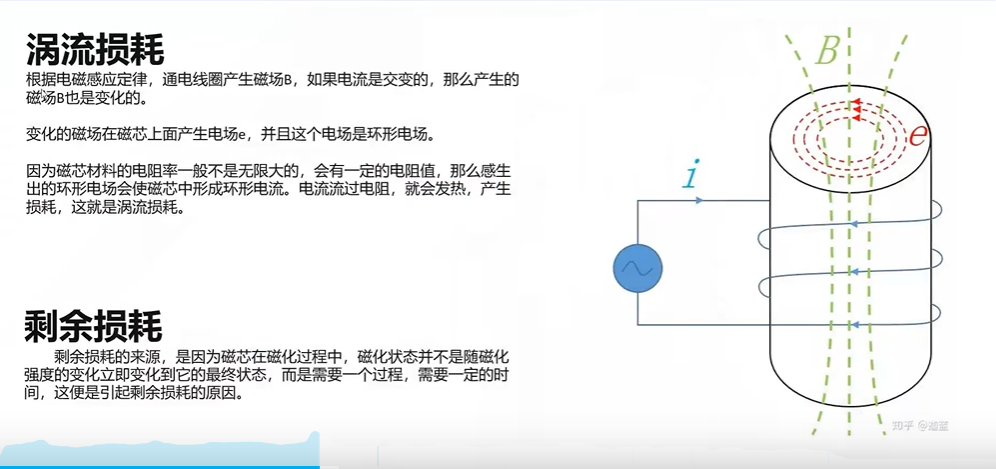 涡流损耗
根据电磁感应定律，通电线圈产生磁场B，如果电流是交变的，那么产生的
磁场B也是变化的。
变化的磁场在磁芯上面产生电场e，并且这个电场是环形电场。
因为磁芯材料的电阻率一般不是无限大的，会有一定的电阻值，那么感生
出的环形电场会使磁芯中形成环形电流。电流流过电阻，就会发热，产生
损耗，这就是涡流损耗。
剩余损耗
剩余损耗的来源，是因为磁芯在磁化过程中，磁化状态并不是随磁化
强度的变化立即变化到它的最终状态，而是需要一个过程，需要一定的时
间，这便是引起剩余损耗的原因。
B
e
i
知乎